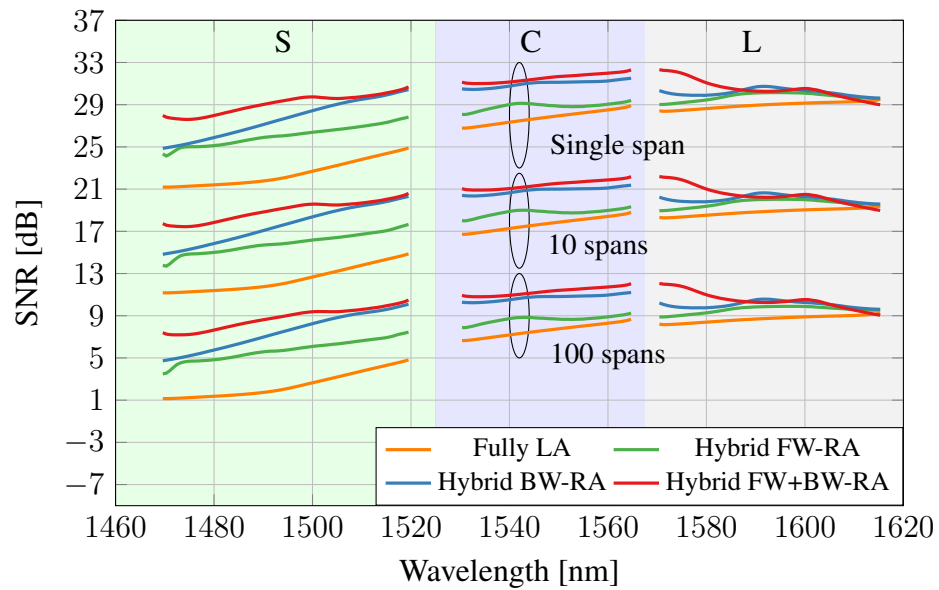 37
33
29
25
21
17
13
9
5
1
−3
−7
SNR [dB]
S C L
Single span
10 spans
100 spans
Fully LA Hybrid FW-RA
Hybrid BW-RA Hybrid FW+BW-RA
1460 1480 1500 1520 1540 1560 1580 1600 1620
Wavelength [nm]